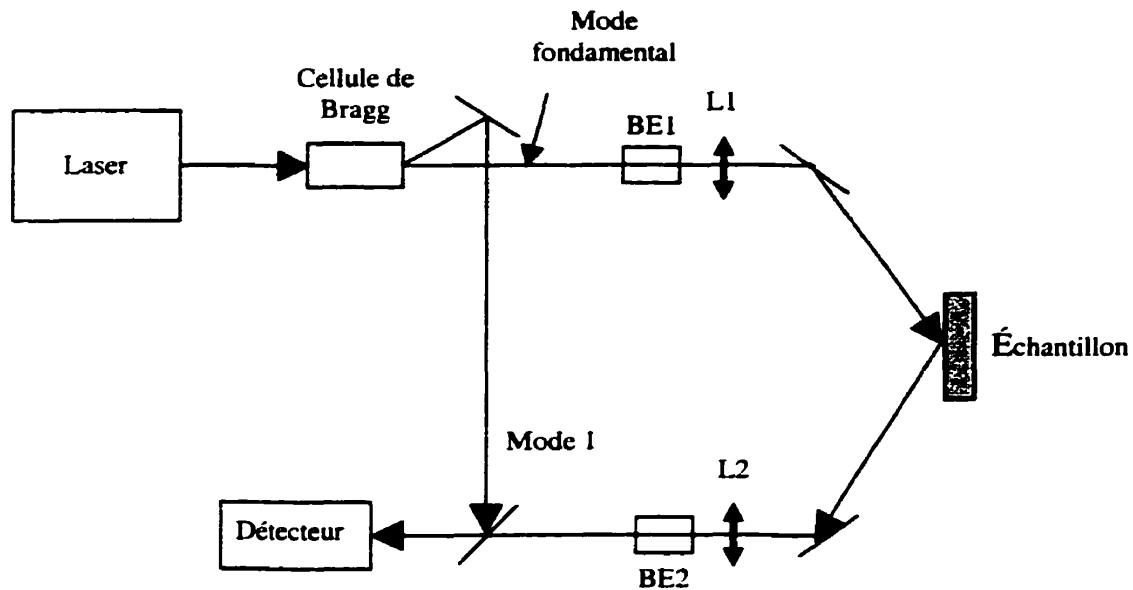 Mode
fondamental
Cellule de
Bragg
L1
BE1
Laser
Échantillon
Mode 1
L2
Détecteur
BE2